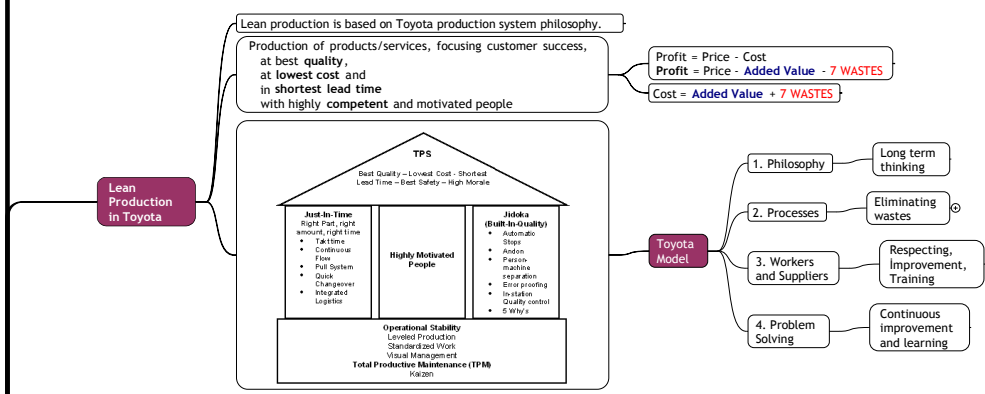 Lean production is based on Toyota production system philosophy.
Production of products/services, focusing customer success,
at best quality,
at lowest cost and
in shortest lead time
with highly competent and motivated people
Profit = Price - Cost
Profit = Price - Added Value - 7 WASTES
Cost = Added Value + 7 WASTES
Lean
Production
in Toyota
TPS
Best Quality – Lowest Cost - Shortest
Lead Time – Best Safety – High Morale
Just-In-Time
Right Part, right
amount, right time
• Takt time
• Continuous
Flow
• Pull System
• Quick
Changeover
• Integrated
Logistics
Highly Motivated
People
Jidoka
(Built-In-Quality)
• Automatic
Stops
• Andon
• Person-
machine
separation
• Error proofing
• In-station
Quality control
• 5 Why's
Operational Stability
Leveled Production
Standardized Work
Visual Management
Total Productive Maintenance (TPM)
Kaizen
Toyota
Model
1. Philosophy
Long term
thinking
2. Processes
Eliminating
wastes
3. Workers
and Suppliers
Respecting,
İmprovement,
Training
4. Problem
Solving
Continuous
improvement
and learning